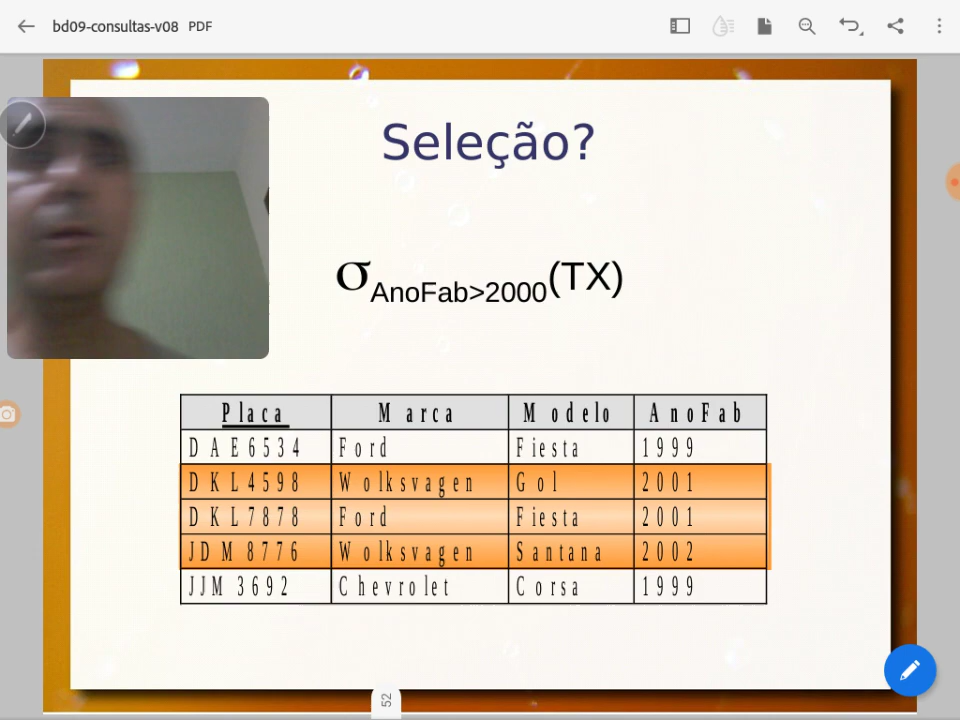 bd09-consultas-v08 PDF
Seleção?
σAnoFab>2000(TX)
Placa Marca Modelo AnoFab
DAE6534 Ford Fiesta 1999
DKL4598 Wolksvagen Gol 2001
DKL7878 Ford Fiesta 2001
JDM8776 Wolksvagen Santana 2002
JJM3692 Chevrolet Corsa 1999
52